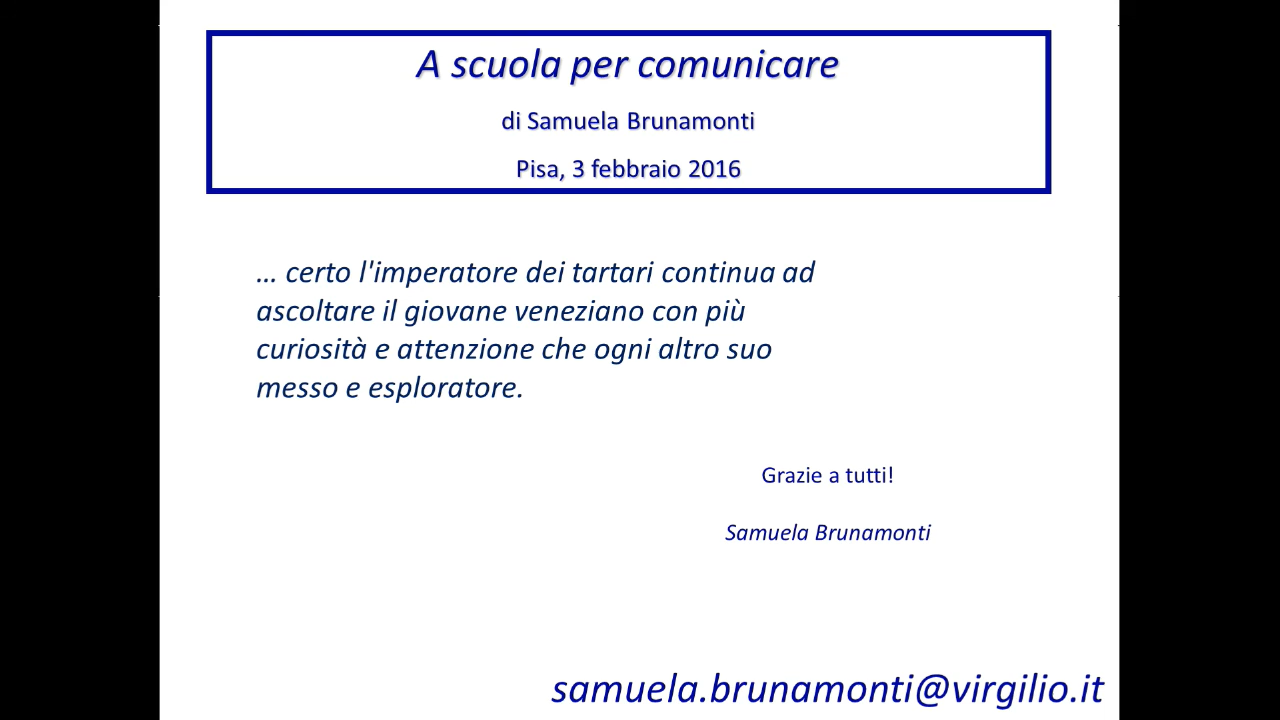 A scuola per comunicare
di Samuela Brunamonti
Pisa, 3 febbraio 2016
… certo l'imperatore dei tartari continua ad
ascoltare il giovane veneziano con più
curiosità e attenzione che ogni altro suo
messo e esploratore.
Grazie a tutti!
Samuela Brunamonti
samuela.brunamonti@virgilio.it